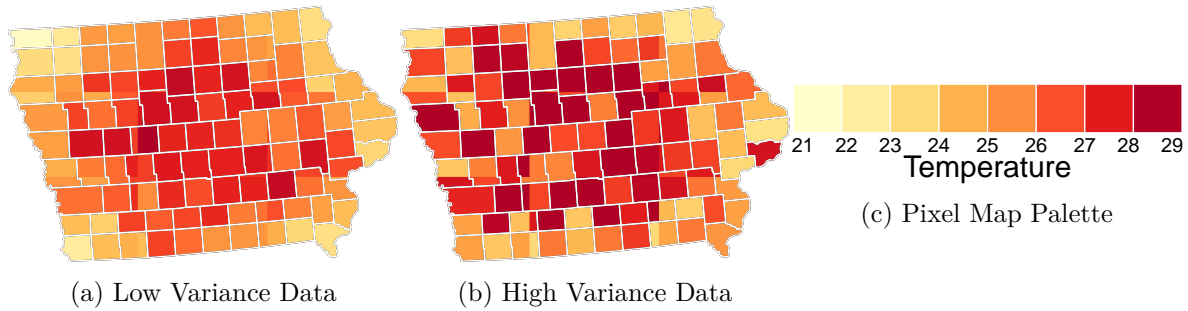 21 22 23 24 25 26 27 28 29
Temperature
(c) Pixel Map Palette
(a) Low Variance Data
(b) High Variance Data